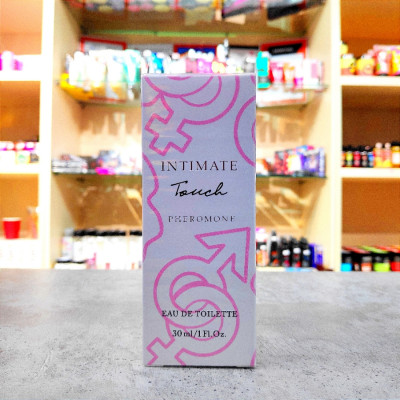 INTIMATE
Touch
PHEROMONE
EAU DE TOILETTE
30 ml/1 Fl.Oz.